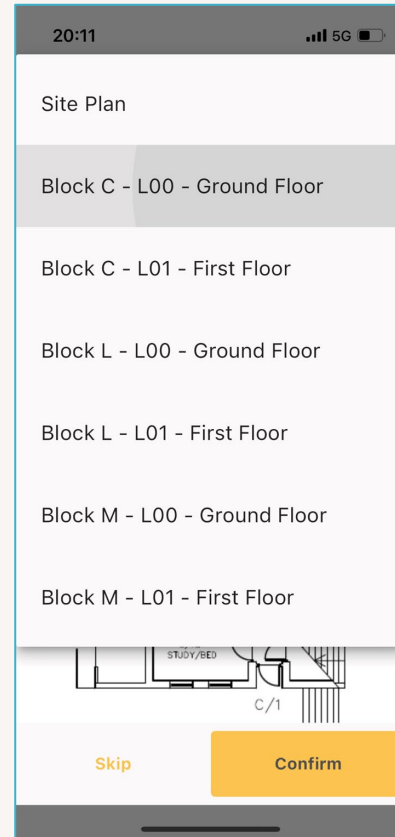 20:11
5G
Site Plan
Block C - L00 - Ground Floor
Block C - L01 - First Floor
Block L - L00 - Ground Floor
Block L - L01 - First Floor
Block M - L00 - Ground Floor
Block M - L01 - First Floor
STUDY/BED
C/1
Skip
Confirm